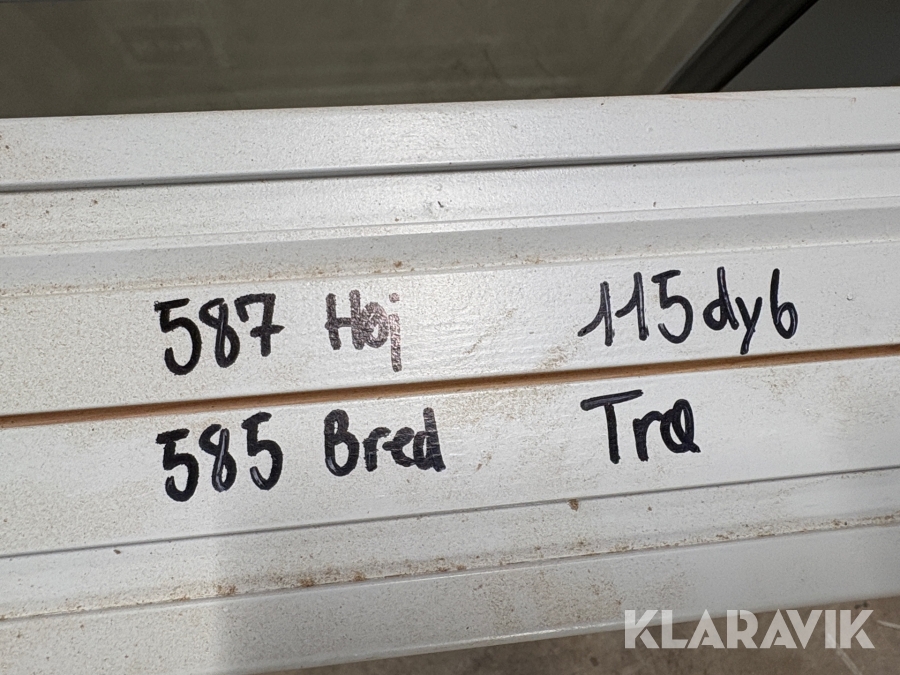 587 Høj 115 dyb
585 Bred Træ
KLARAVIK